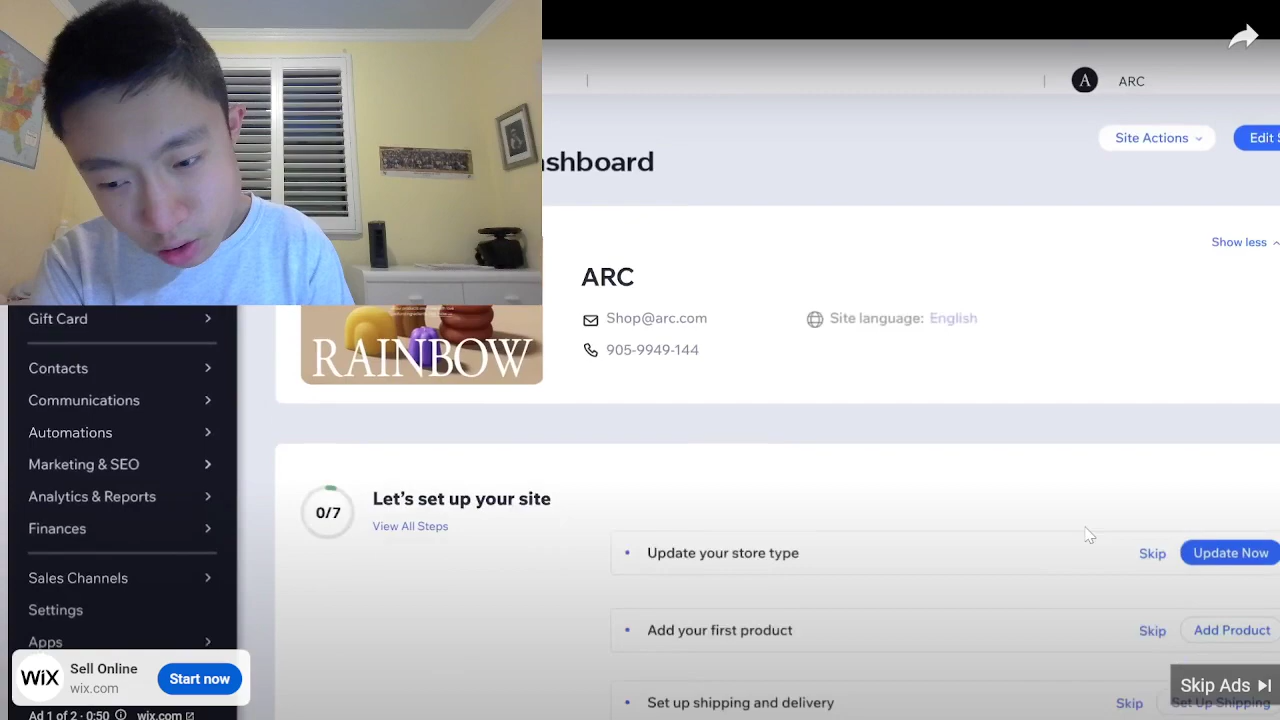 A ARC
Site Actions
Edit S
shboard
Show less
ARC
Shop@arc.com
Site language: English
905-9949-144
RAINBOW
Gift Card
Contacts
Communications
Automations
Marketing & SEO
Analytics & Reports
Finances
Sales Channels
Settings
Apps
0/7
Let's set up your site
View All Steps
Update your store type
Skip
Update Now
Add your first product
Skip
Add Product
Set up shipping and delivery
Skip
Set Up Shipping
WiX
Sell Online
wix.com
Start now
Skip Ads
Ad 1 of 2 · 0:50
wix.com